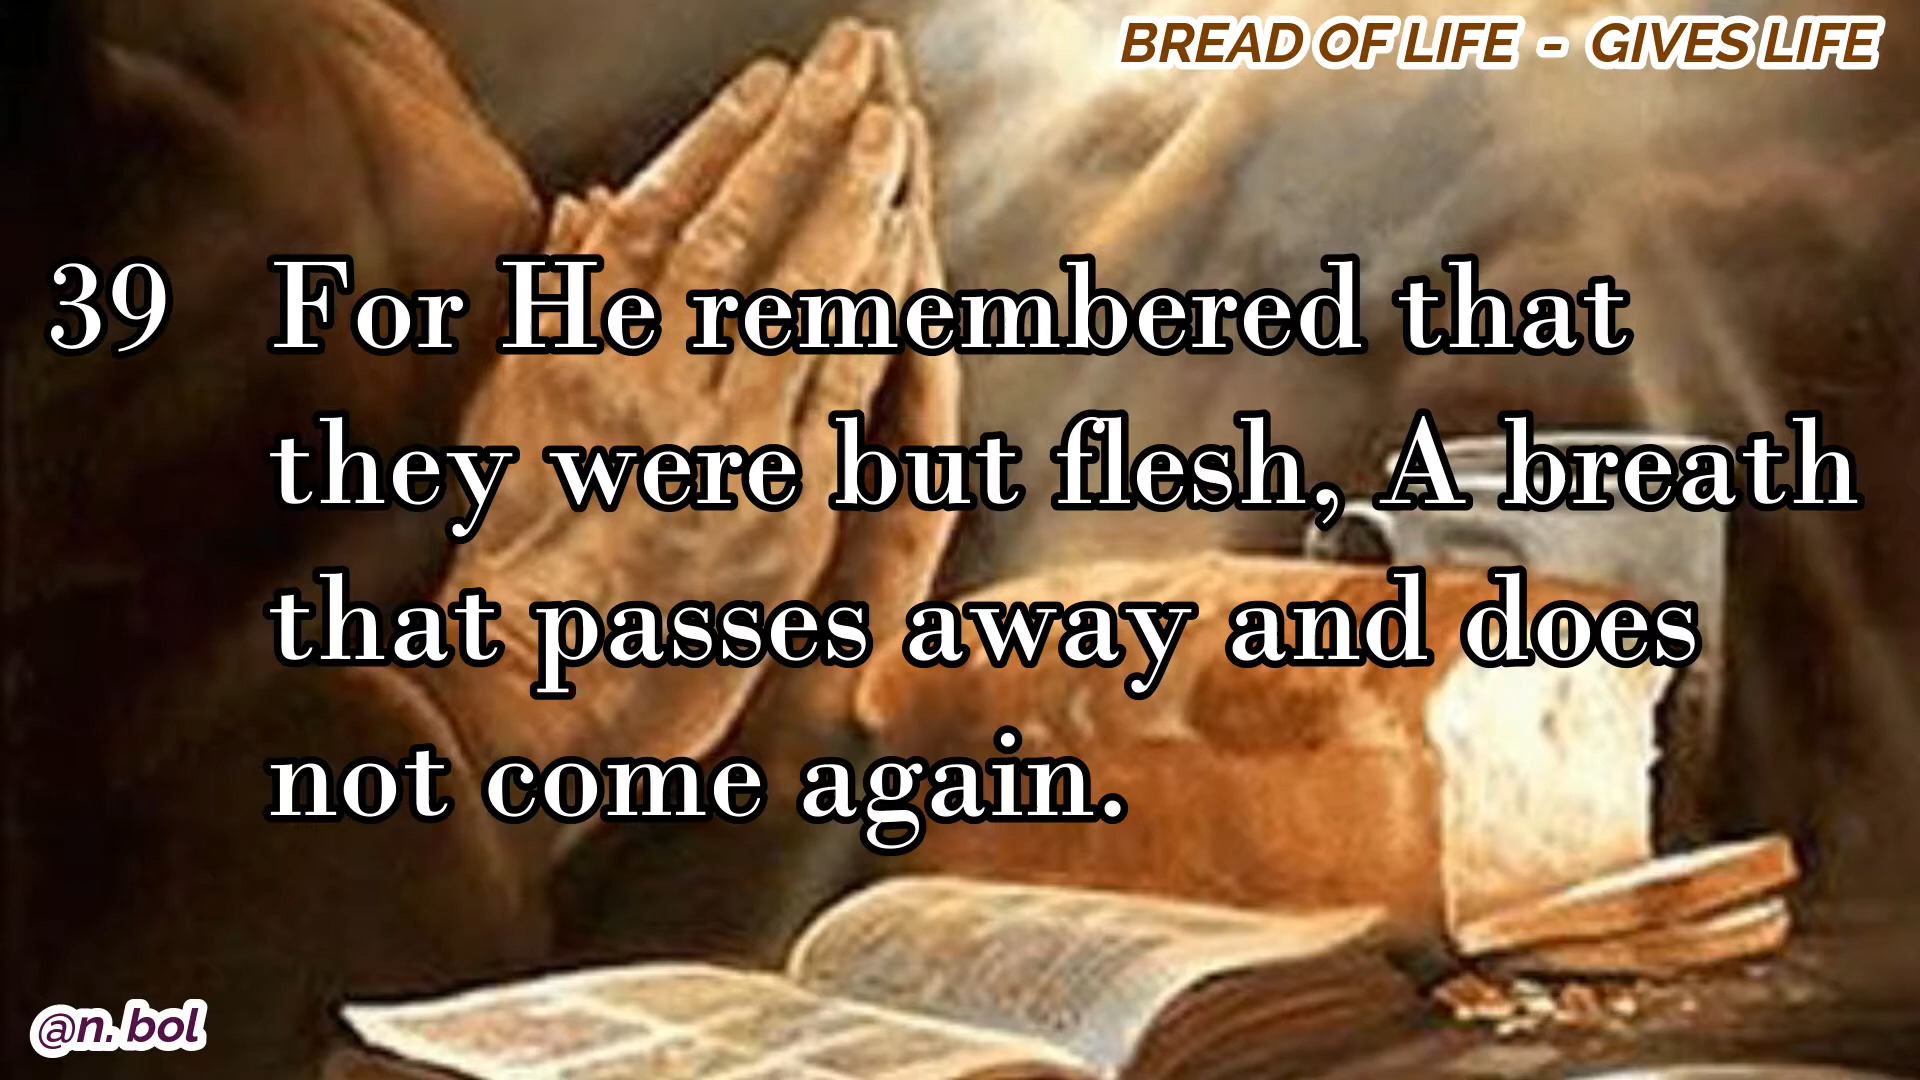 BREAD OF LIFE - GIVES LIFE
39 For He remembered that
they were but flesh, A breath
that passes away and does
not come again.
@n. bol